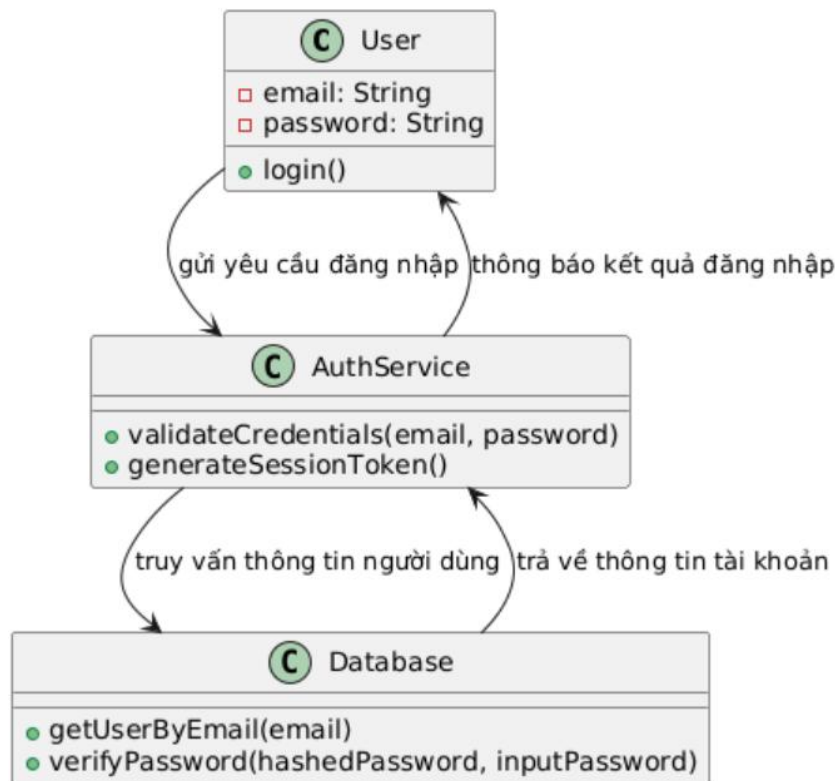 C User
email: String
password: String
login()
gửi yêu cầu đăng nhập
thông báo kết quả đăng nhập
C AuthService
validateCredentials(email, password)
generateSessionToken()
truy vấn thông tin người dùng
trả về thông tin tài khoản
C Database
getUserByEmail(email)
verifyPassword(hashedPassword, inputPassword)